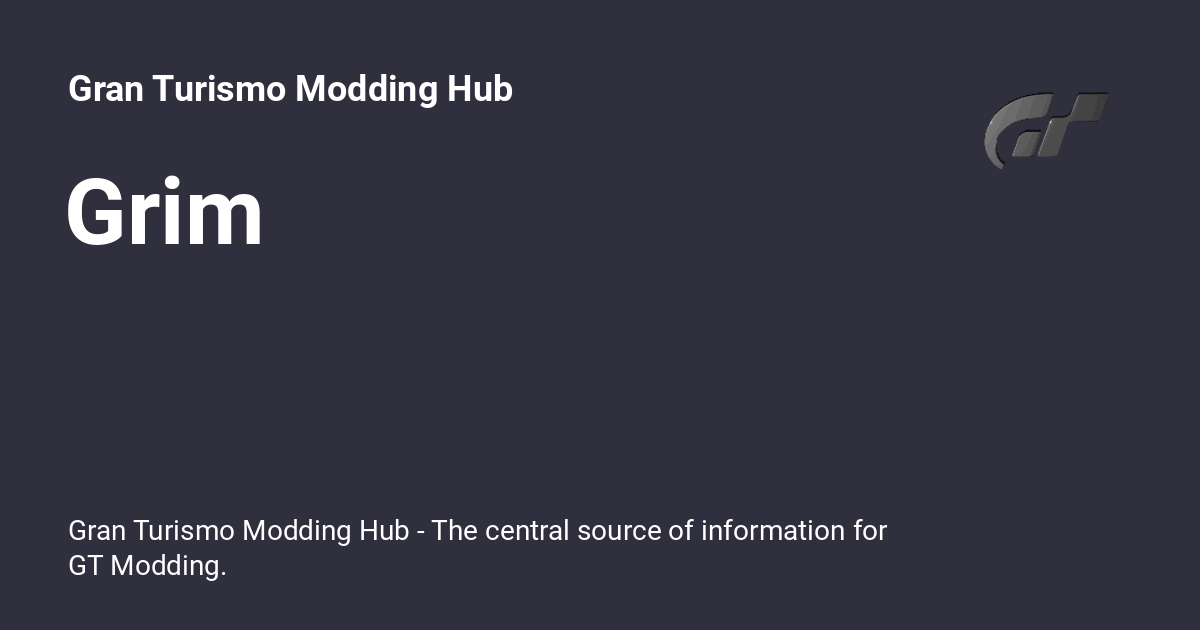 Gran Turismo Modding Hub
Grim
Gran Turismo Modding Hub - The central source of information for
GT Modding.